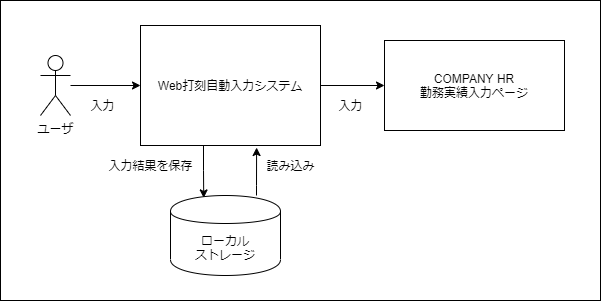 Web打刻自動入力システム
COMPANY HR
勤務実績入力ページ
入力
入力
ユーザ
入力結果を保存
読み込み
ローカル
ストレージ